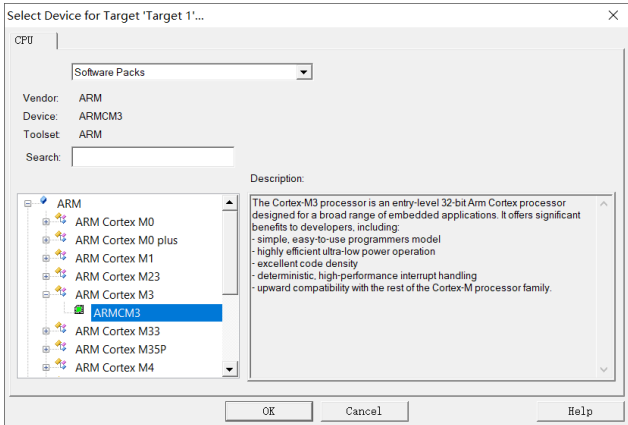 Select Device for Target 'Target 1'...
CPU
Software Packs
Vendor: ARM
Device: ARMCM3
Toolset: ARM
Search:
Description:
ARM
ARM Cortex M0
ARM Cortex M0 plus
ARM Cortex M1
ARM Cortex M23
ARM Cortex M3
ARMCM3
ARM Cortex M33
ARM Cortex M35P
ARM Cortex M4
The Cortex-M3 processor is an entry-level 32-bit Arm Cortex processor
designed for a broad range of embedded applications. It offers significant
benefits to developers, including:
- simple, easy-to-use programmers model
- highly efficient ultra-low power operation
- excellent code density
- deterministic, high-performance interrupt handling
- upward compatibility with the rest of the Cortex-M processor family.
OK
Cancel
Help